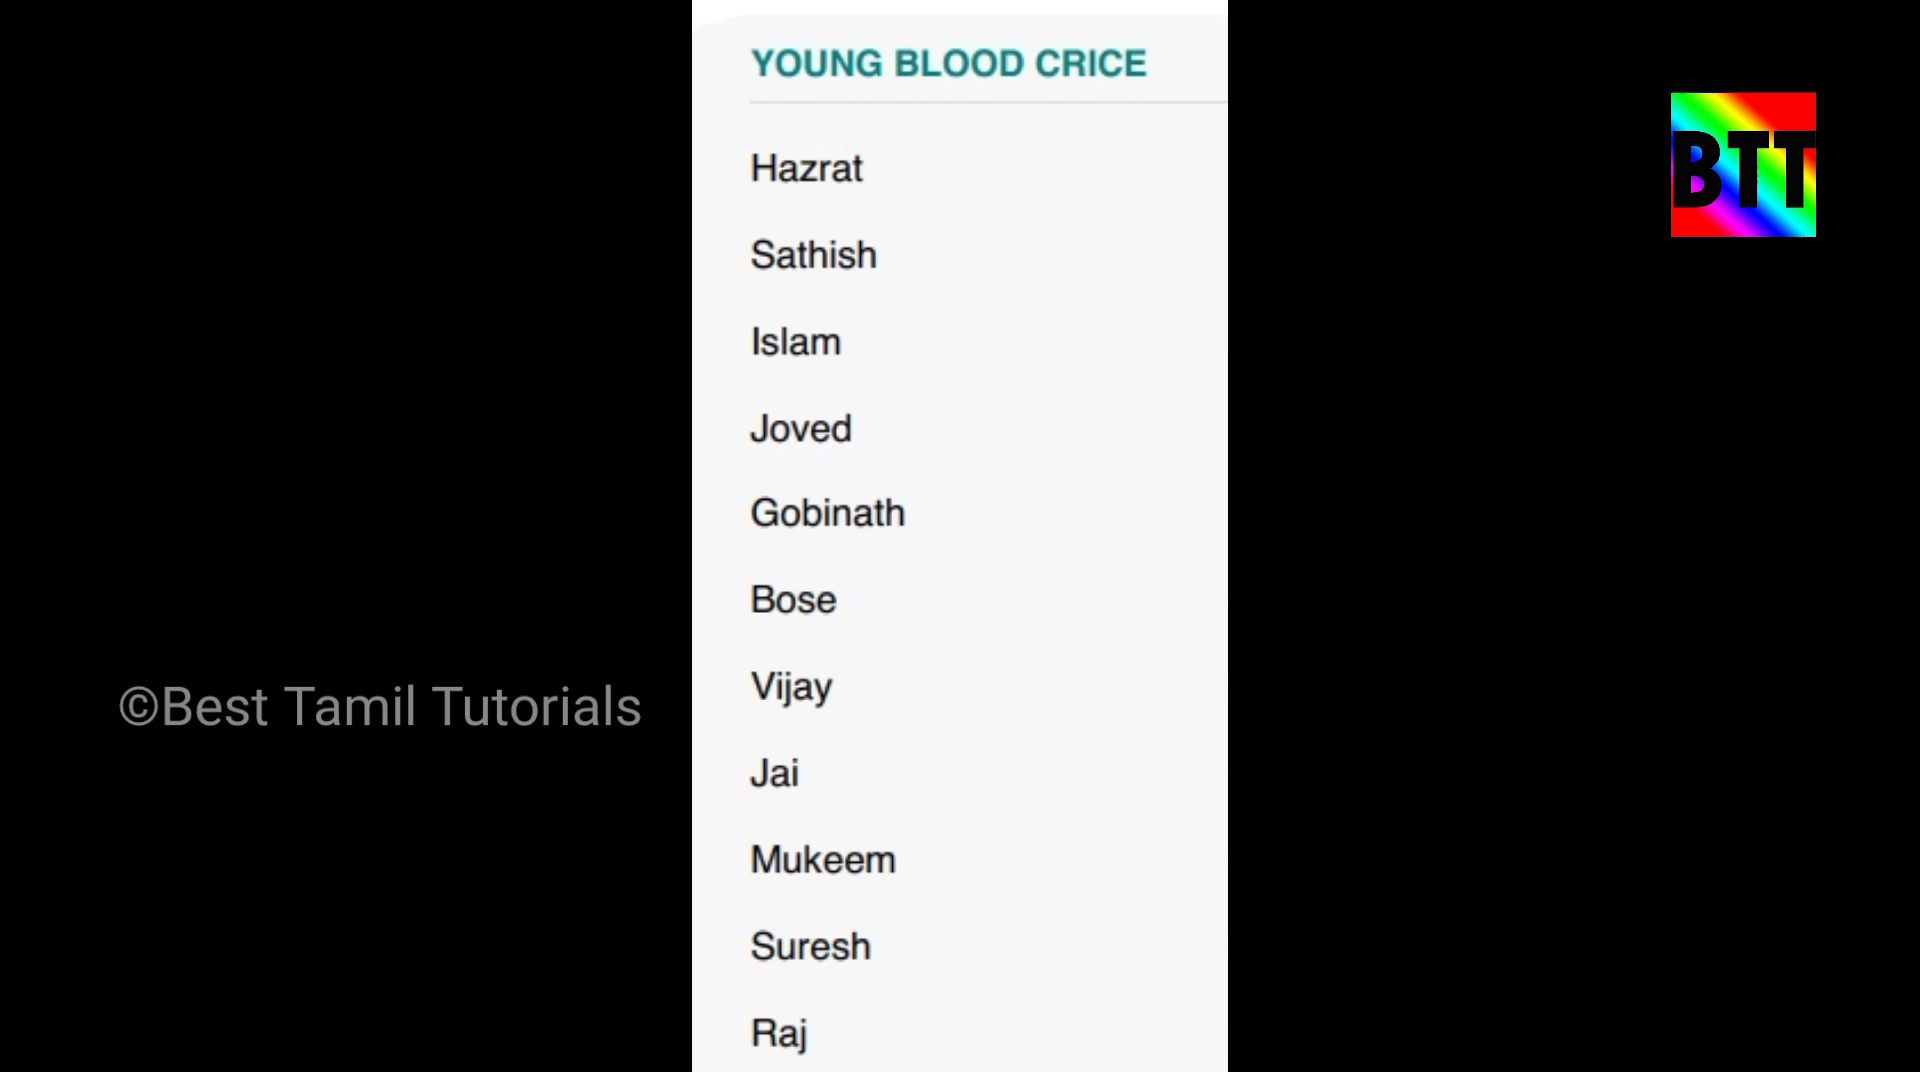 YOUNG BLOOD CRICE
Hazrat
Sathish
Islam
Joved
Gobinath
Bose
Vijay
Jai
Mukeem
Suresh
Raj
BTT
©Best Tamil Tutorials